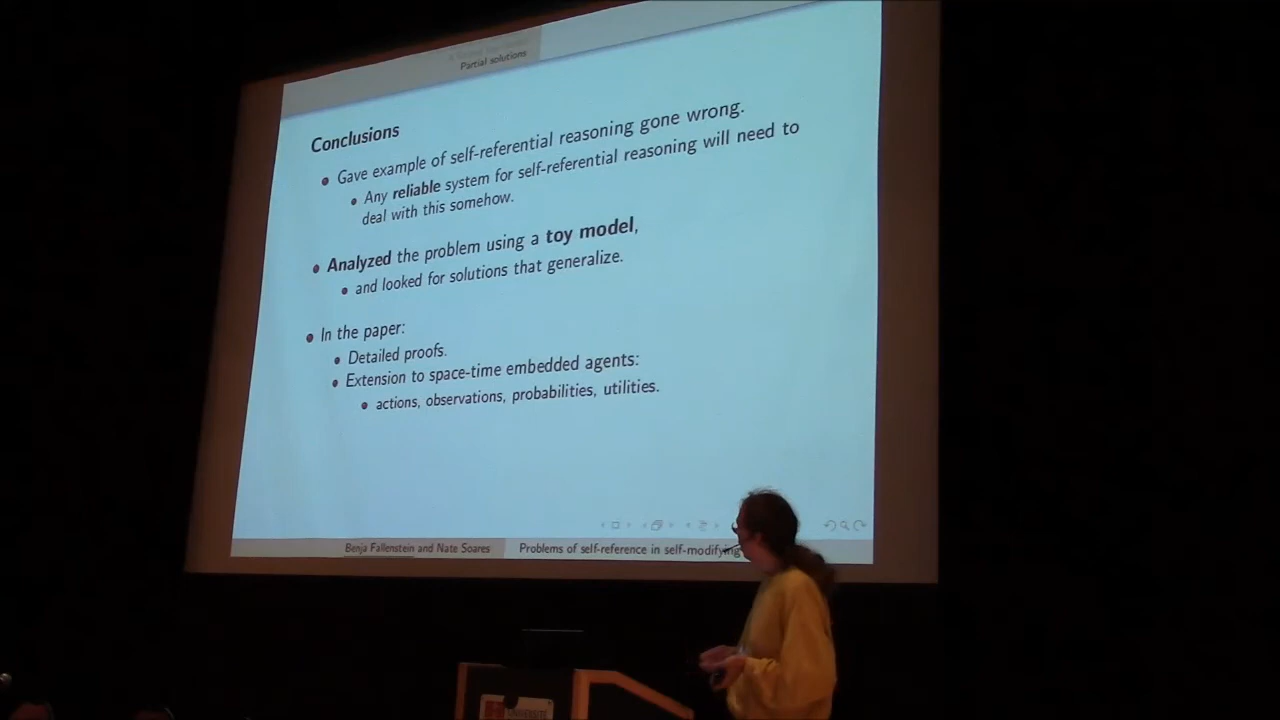 Partial solutions
Conclusions
Gave example of self-referential reasoning gone wrong.
Any reliable system for self-referential reasoning will need to
deal with this somehow.
Analyzed the problem using a toy model,
and looked for solutions that generalize.
In the paper:
Detailed proofs.
Extension to space-time embedded agents:
actions, observations, probabilities, utilities.
Benja Fallenstein and Nate Soares
Problems of self-reference in self-modifying